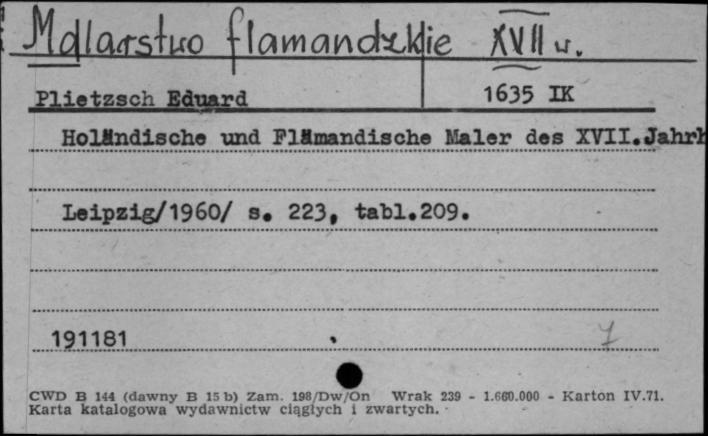 Malarstwo flamandzkie XVII w.
Plietzsch Eduard 1635 IK
Holändische und Flämandische Maler des XVII.Jahrh
Leipzig/1960/ s. 223, tabl.209.
191181 7
CWD B 144 (dawny B 15 b) Zam. 198/Dw/On Wrak 239 - 1.660.000 - Karton IV.71.
Karta katalogowa wydawnictw ciągłych i zwartych.